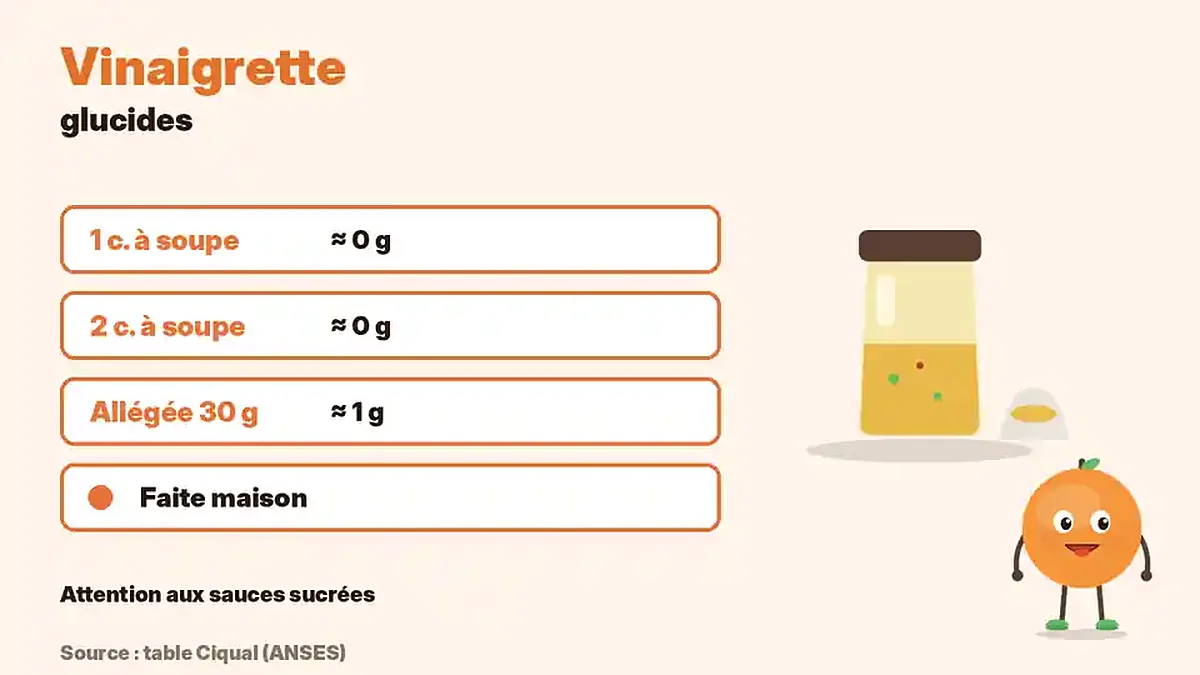 Vinaigrette
glucides
1 c. à soupe ≈ 0 g
2 c. à soupe ≈ 0 g
Allégée 30 g ≈ 1 g
Faite maison
Attention aux sauces sucrées
Source : table Ciqual (ANSES)